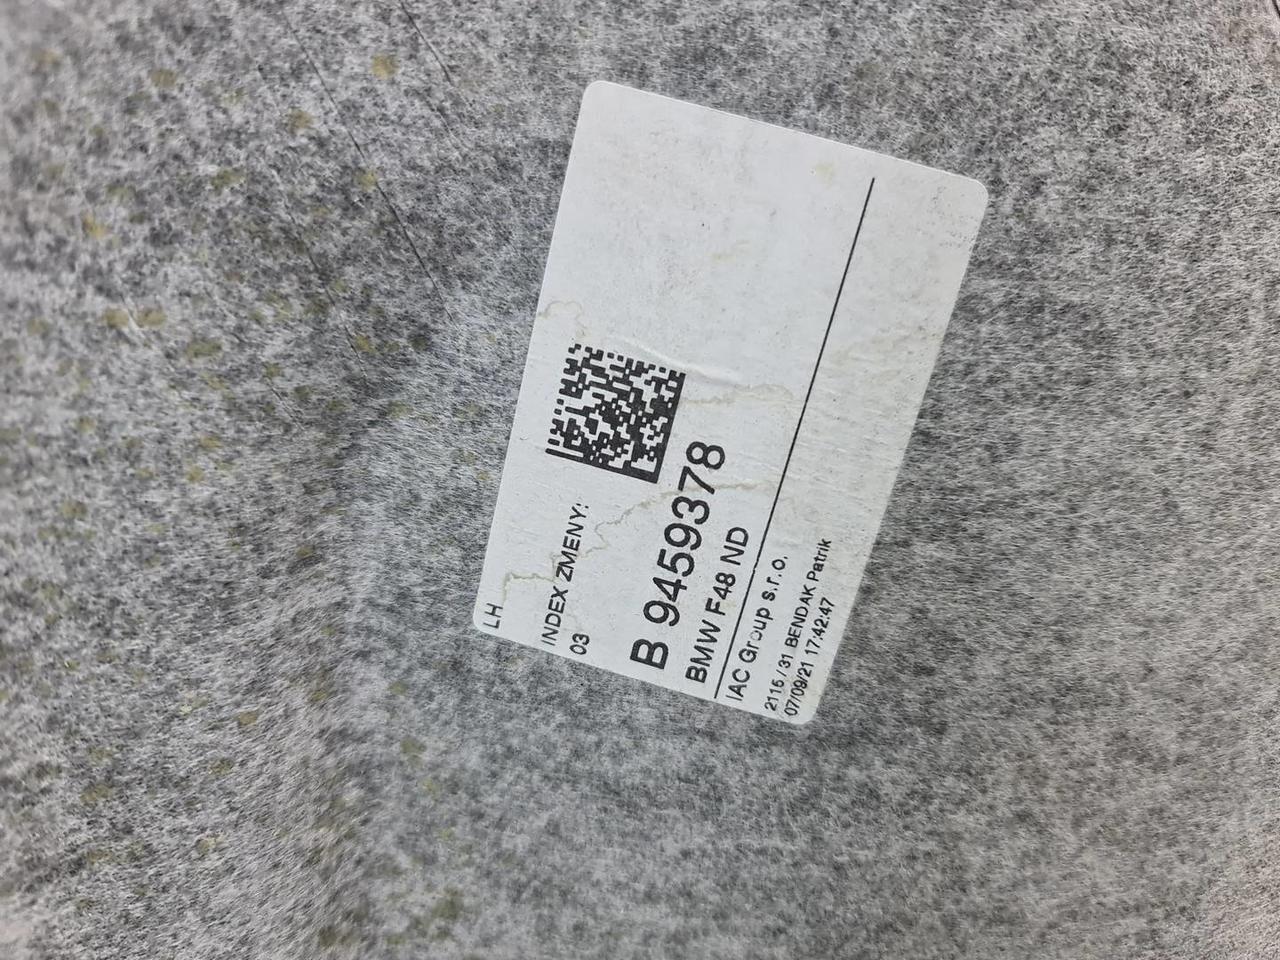 LH
INDEX ZMENY:
03
B 9459378
BMW F48 ND
IAC Group s.r.o.
2115/31 BENDAK Patrik
07/09/21 17:42:47